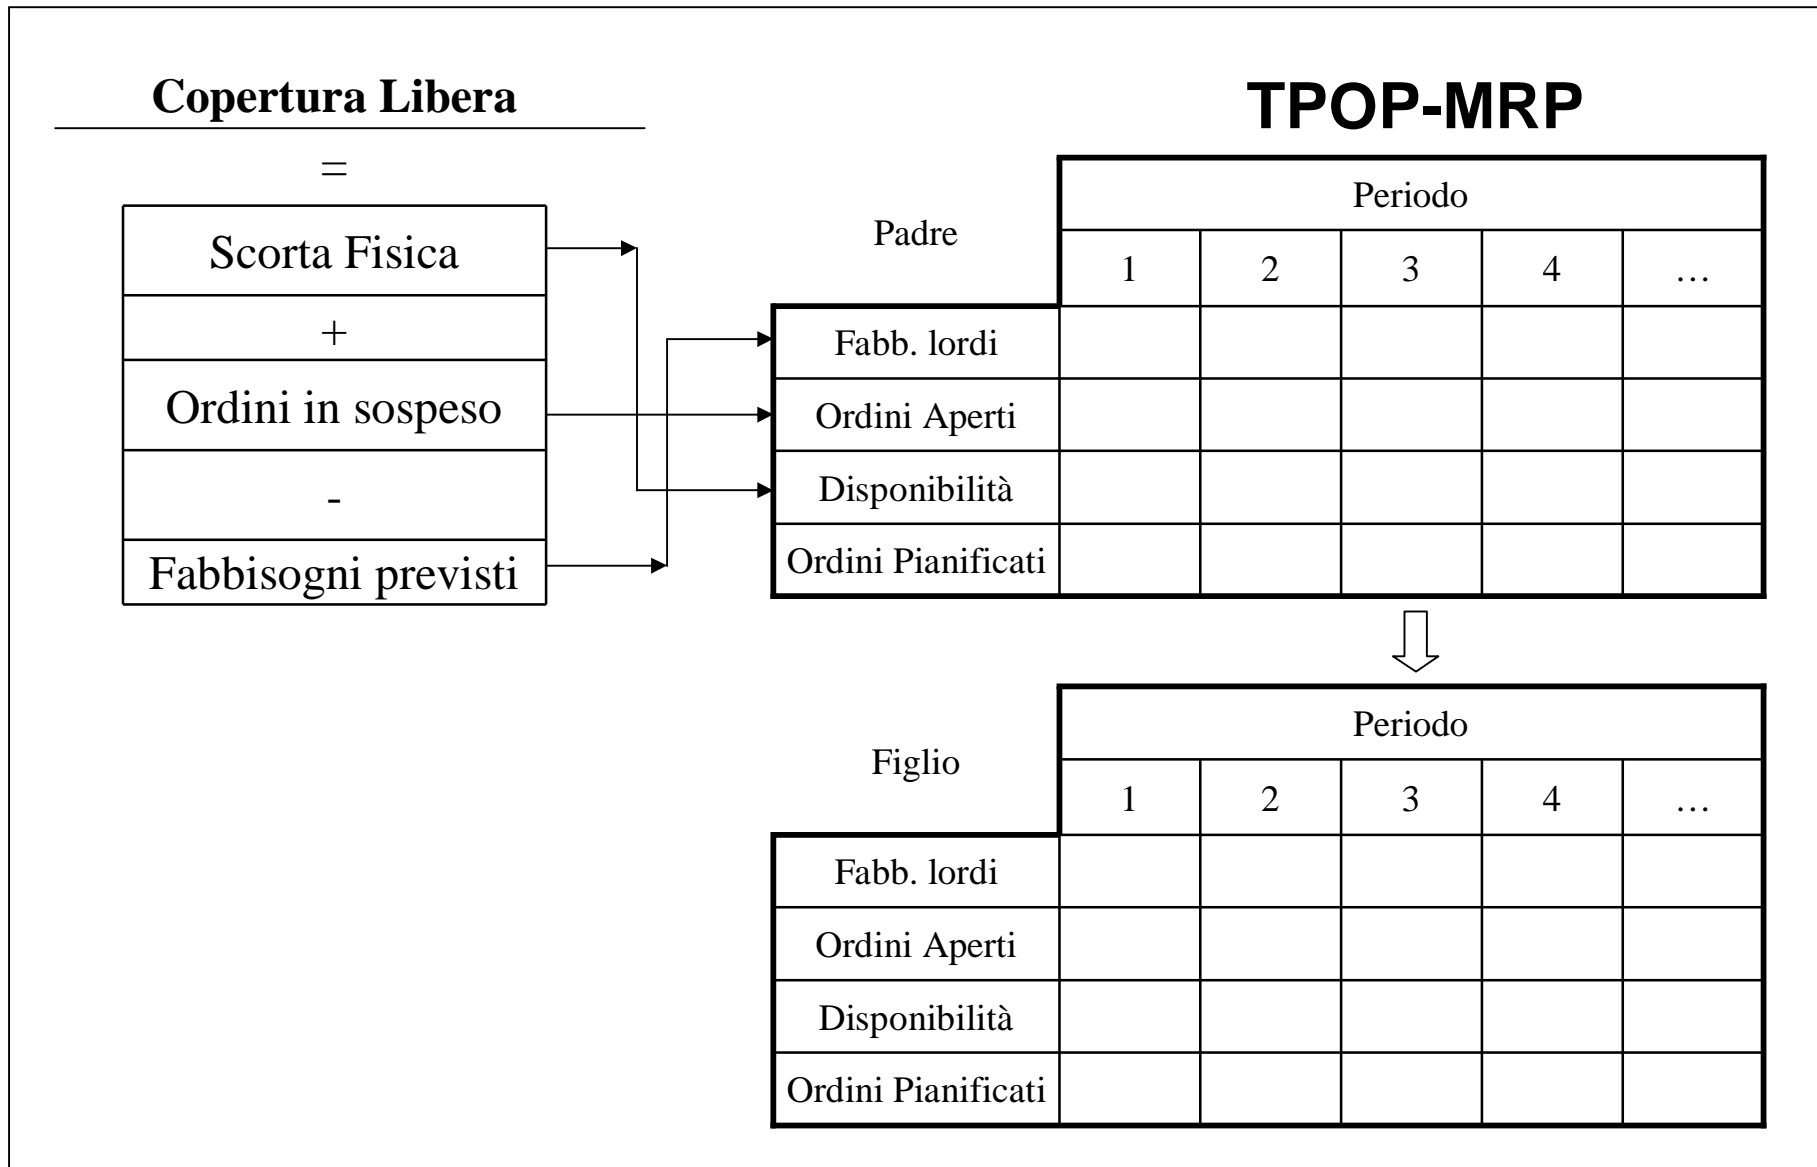 Copertura Libera
=
Scorta Fisica
+
Ordini in sospeso
-
Fabbisogni previsti
TPOP-MRP
Padre
Periodo
1 2 3 4 …
Fabb. lordi
Ordini Aperti
Disponibilità
Ordini Pianificati
Figlio
Periodo
1 2 3 4 …
Fabb. lordi
Ordini Aperti
Disponibilità
Ordini Pianificati